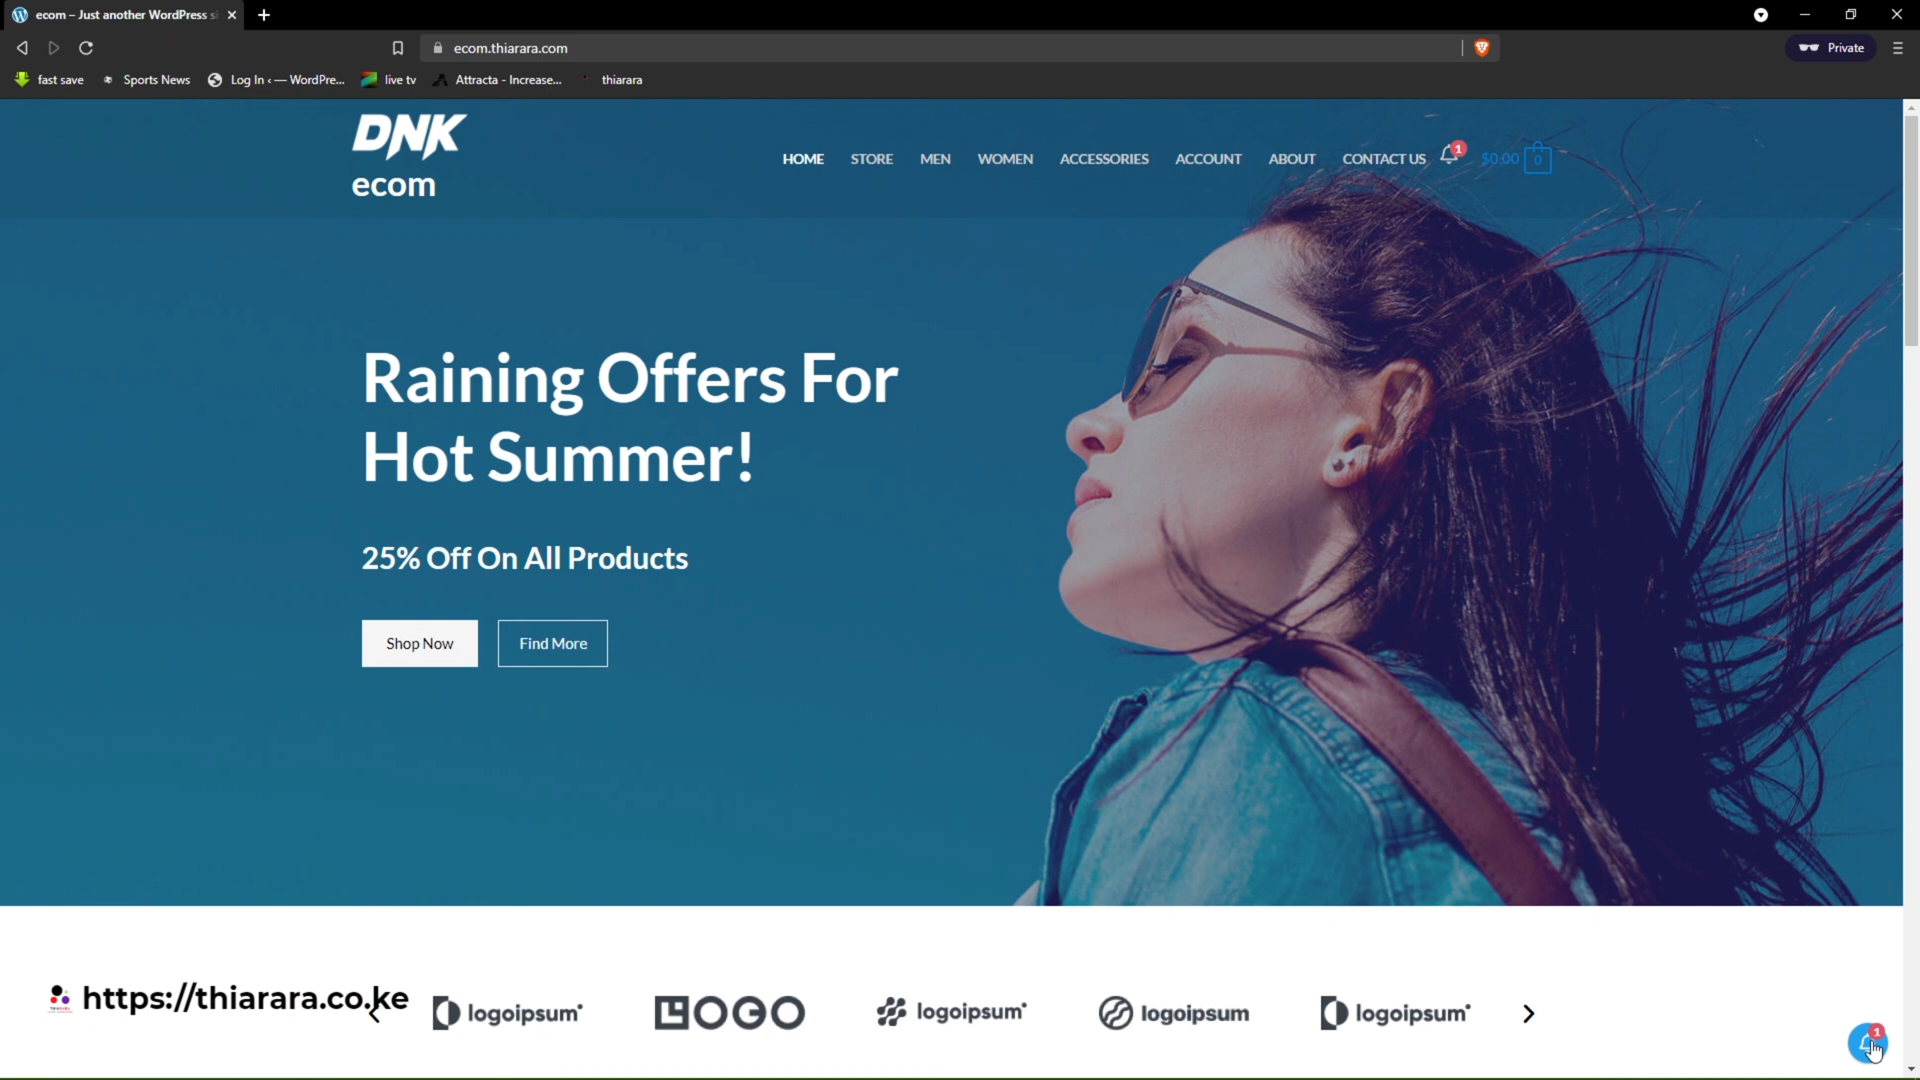 ecom – Just another WordPress s
ecom.thiarara.com
Private
fast save
Sports News
Log In ‹ — WordPre...
live tv
Attracta - Increase...
thiarara
DNK
ecom
HOME
STORE
MEN
WOMEN
ACCESSORIES
ACCOUNT
ABOUT
CONTACT US
1
$0.00
0
Raining Offers For
Hot Summer!
25% Off On All Products
Shop Now
Find More
https://thiarara.co.ke
logoipsum
LOGO
logoipsum
logoipsum
logoipsum
1